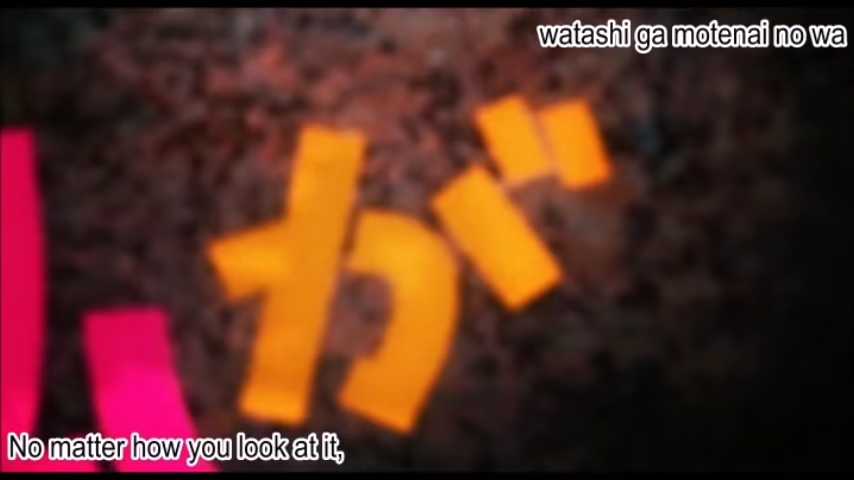 watashi ga motenai no wa
が
No matter how you look at it,